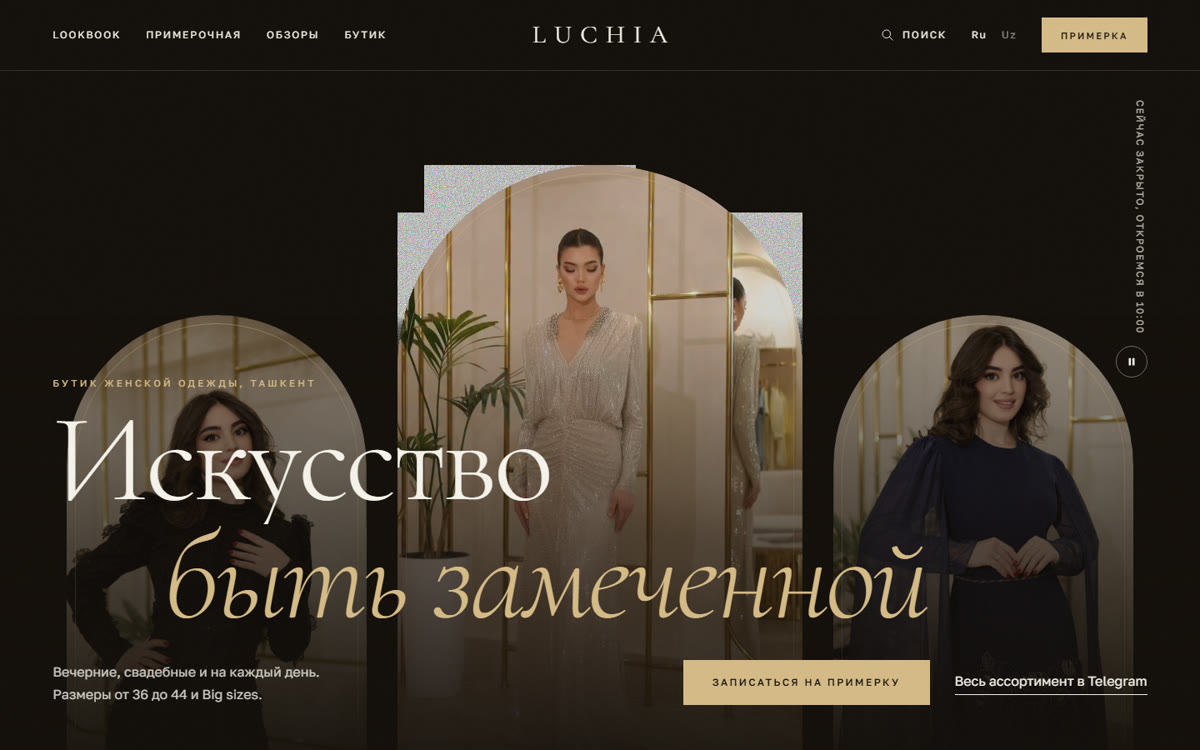 LOOKBOOK ПРИМЕРОЧНАЯ ОБЗОРЫ БУТИК
LUCHIA
ПОИСК Ru Uz ПРИМЕРКА
СЕЙЧАС ЗАКРЫТО, ОТКРОЕМСЯ В 10:00
БУТИК ЖЕНСКОЙ ОДЕЖДЫ, ТАШКЕНТ
Искусство
быть замеченной
Вечерние, свадебные и на каждый день.
Размеры от 36 до 44 и Big sizes.
ЗАПИСАТЬСЯ НА ПРИМЕРКУ
Весь ассортимент в Telegram